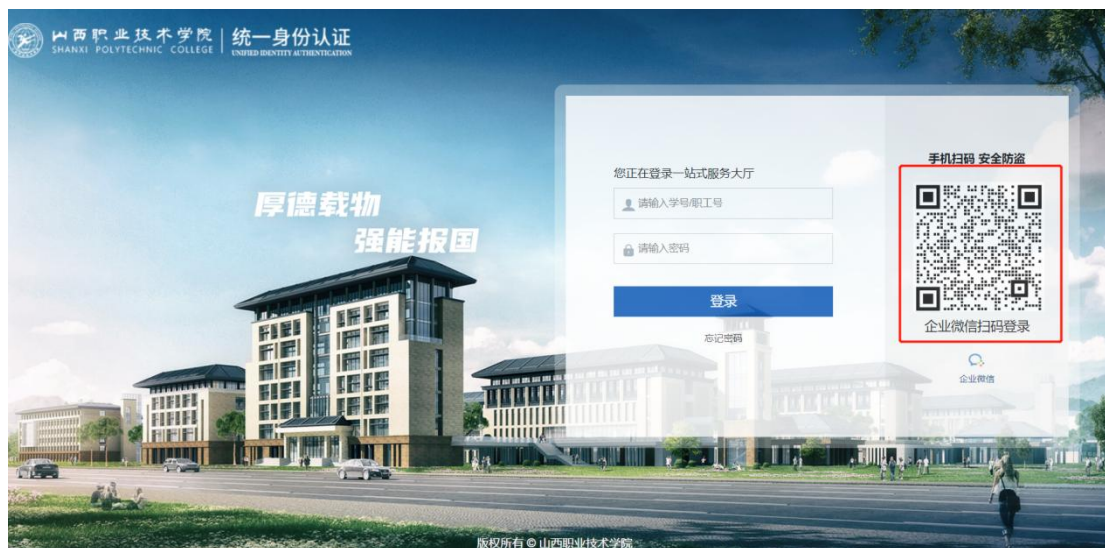 山西职业技术学院
SHANXI POLYTECHNIC COLLEGE
统一身份认证
UNIFIED IDENTITY AUTHENTICATION
手机扫码 安全防盗
您正在登录一站式服务大厅
请输入学号/职工号
厚德载物
强能报国
请输入密码
登录
企业微信扫码登录
忘记密码
企业微信
版权所有 © 山西职业技术学院